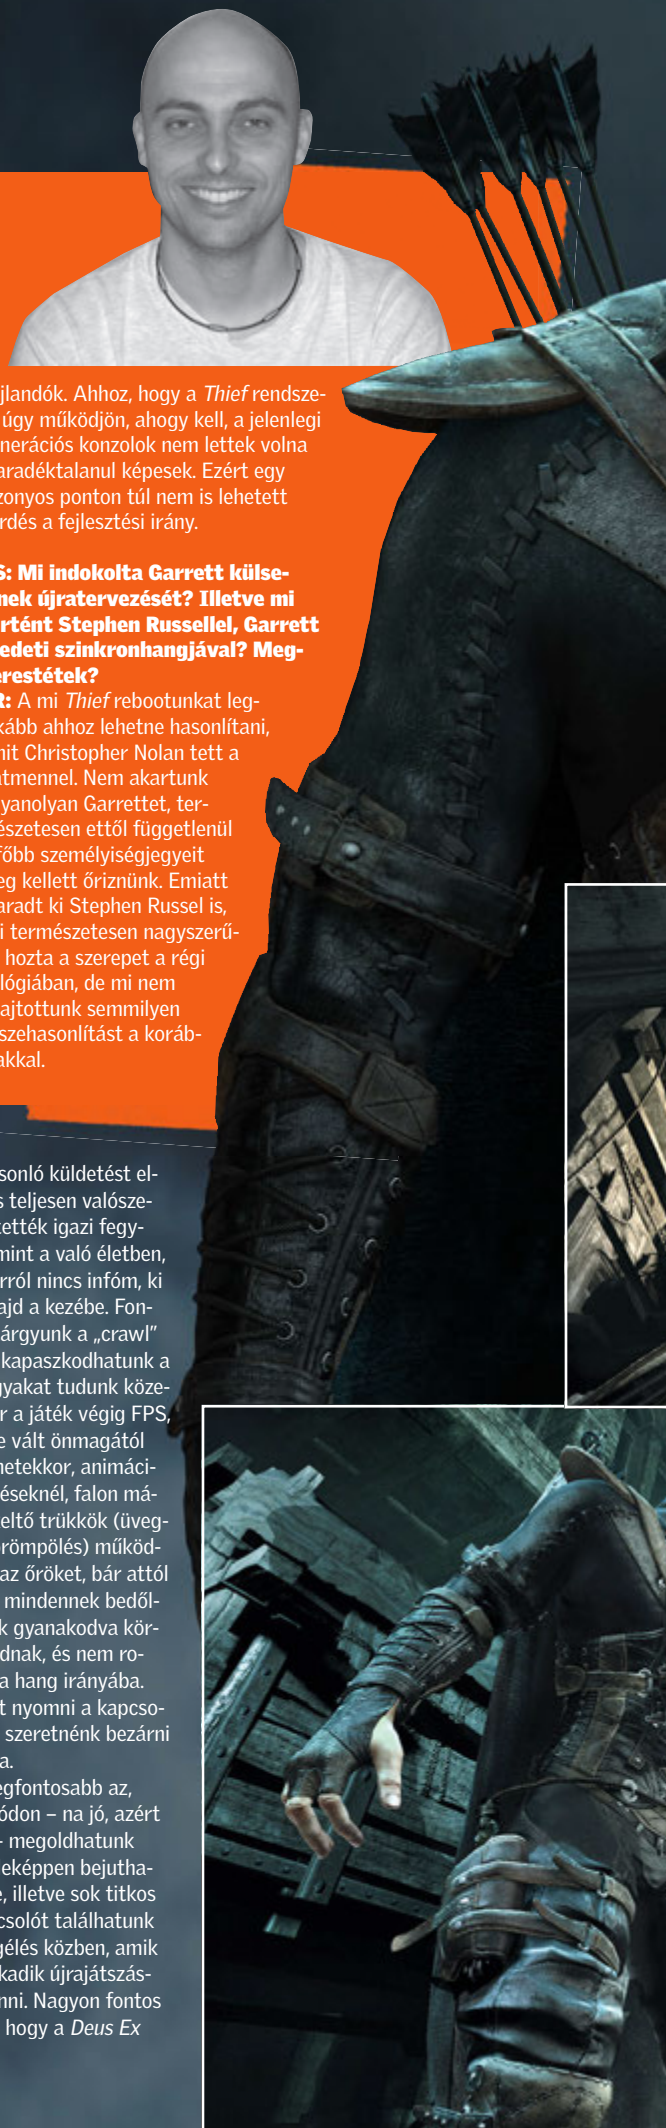 jlandók. Ahhoz, hogy a Thief rendsze-
úgy működjön, ahogy kell, a jelenlegi
nerációs konzolok nem lettek volna
aradéktalanul képesek. Ezért egy
zonyos ponton túl nem is lehetett
rdés a fejlesztési irány.
S: Mi indokolta Garrett külse-
nek újratervezését? Illetve mi
rtént Stephen Russellel, Garrett
edeti szinkronhangjával? Meg-
erestétek?
R: A mi Thief rebootunkat leg-
kább ahhoz lehetne hasonlítani,
mit Christopher Nolan tett a
atmennel. Nem akartunk
yanolyan Garrettet, ter-
észetesen ettől függetlenül
főbb személyiségjegyeit
eg kellett őriznünk. Emiatt
aradt ki Stephen Russel is,
i természetesen nagyszerű-
hozta a szerepet a régi
lógiában, de mi nem
ajtottunk semmilyen
szehasonlítást a koráb-
akkal.
sonló küldetést el-
s teljesen valósze-
ették igazi fegy-
mint a való életben,
rról nincs infóm, ki
ajd a kezébe. Fon-
árgyunk a „crawl”
kapaszkodhatunk a
gyakat tudunk köze-
r a játék végig FPS,
e vált önmagától
netekkor, animáci-
éseknél, falon má-
eltő trükkök (üveg-
örömpölés) működ-
az őröket, bár attól
mindennek bedől-
k gyanakodva kör-
dnak, és nem ro-
a hang irányába.
t nyomni a kapcso-
szeretnénk bezárni
a.
egfontosabb az,
ódon – na jó, azért
– megoldhatunk
leképpen bejutha-
e, illetve sok titkos
csolót találhatunk
gélés közben, amik
kadik újrajátszás-
nni. Nagyon fontos
hogy a Deus Ex